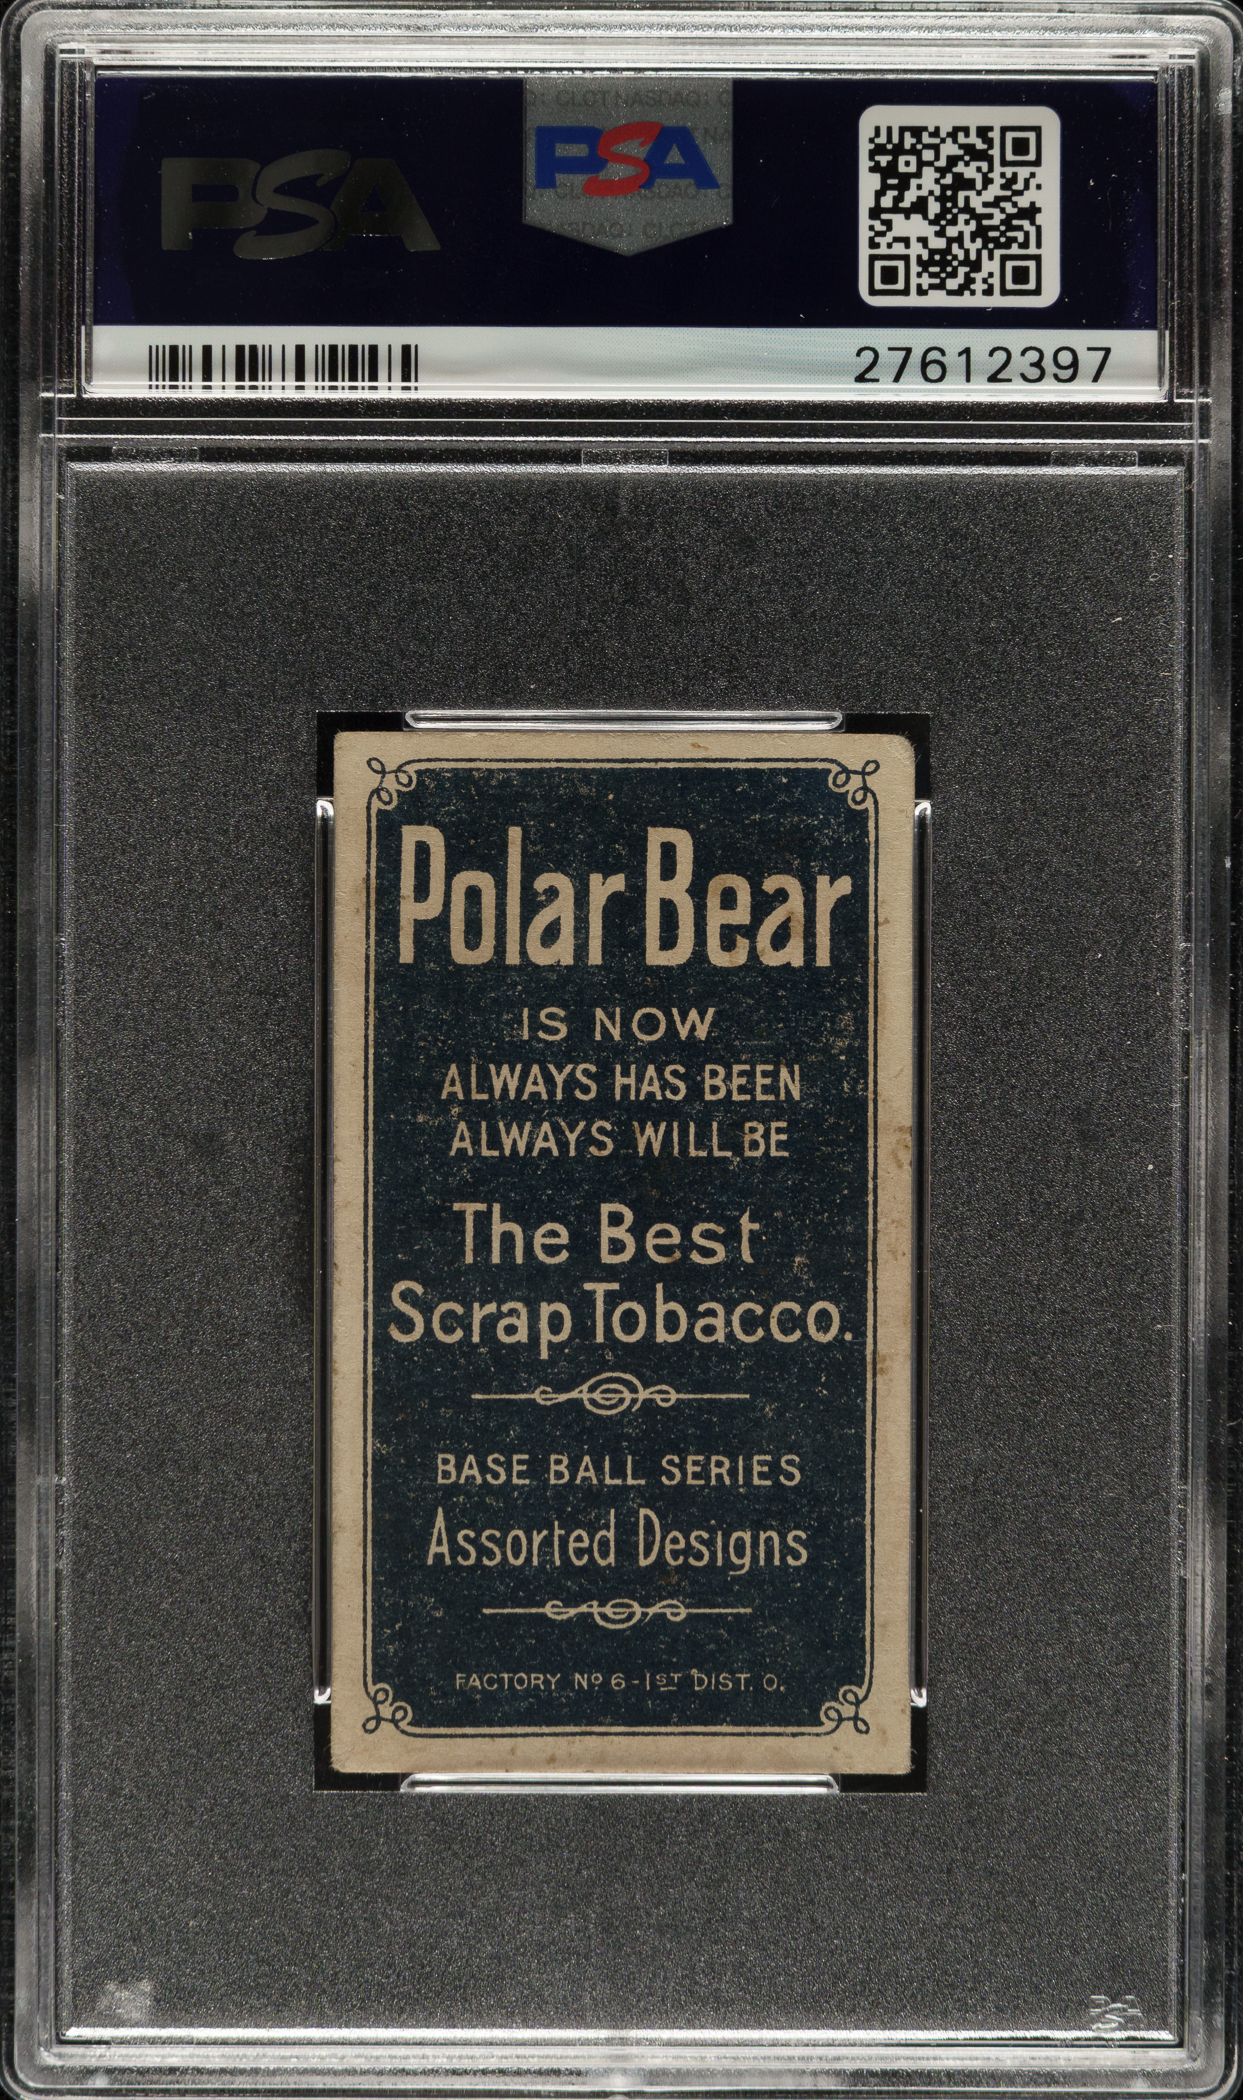 PSA
PSA
27612397
Polar Bear
IS NOW
ALWAYS HAS BEEN
ALWAYS WILL BE
The Best
Scrap Tobacco.
BASE BALL SERIES
Assorted Designs
FACTORY Nº 6 - 1ST DIST. O.
PSA